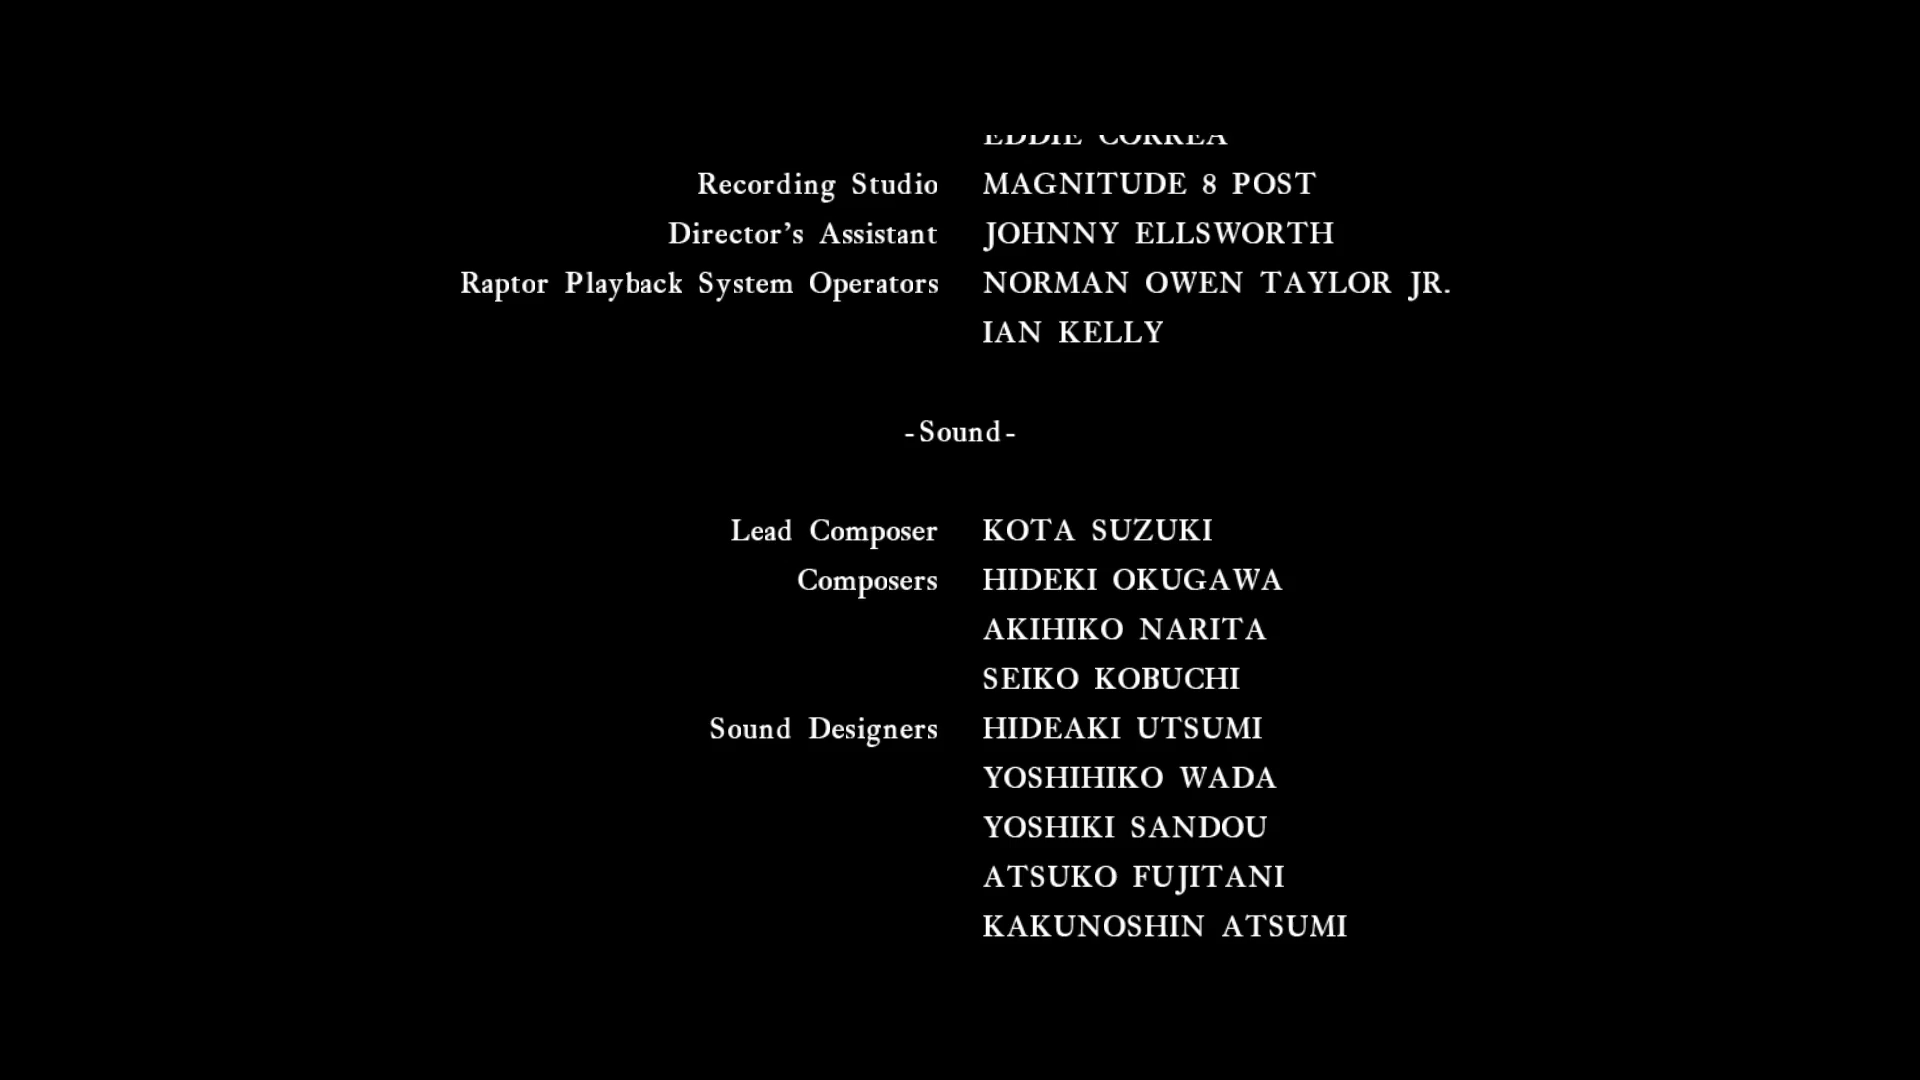 EDDIE CORREA
Recording Studio MAGNITUDE 8 POST
Director's Assistant JOHNNY ELLSWORTH
Raptor Playback System Operators NORMAN OWEN TAYLOR JR.
IAN KELLY
-Sound-
Lead Composer KOTA SUZUKI
Composers HIDEKI OKUGAWA
AKIHIKO NARITA
SEIKO KOBUCHI
Sound Designers HIDEAKI UTSUMI
YOSHIHIKO WADA
YOSHIKI SANDOU
ATSUKO FUJITANI
KAKUNOSHIN ATSUMI